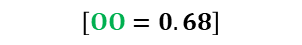 [OO = 0.68]